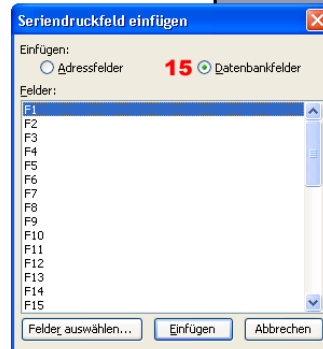 Seriendruckfeld einfügen
Einfügen:
Adressfelder 15 Datenbankfelder
Felder:
F1
F2
F3
F4
F5
F6
F7
F8
F9
F10
F11
F12
F13
F14
F15
Felder auswählen... Einfügen Abbrechen